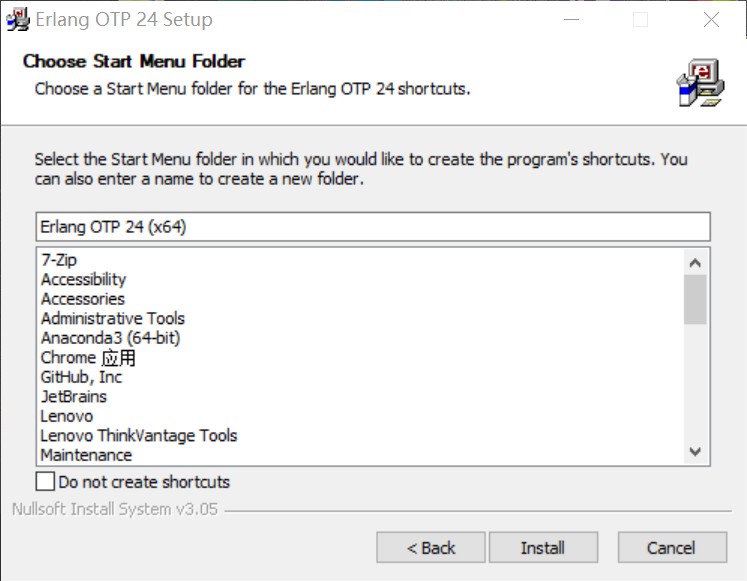 Erlang OTP 24 Setup
Choose Start Menu Folder
Choose a Start Menu folder for the Erlang OTP 24 shortcuts.
Select the Start Menu folder in which you would like to create the program's shortcuts. You
can also enter a name to create a new folder.
Erlang OTP 24 (x64)
7-Zip
Accessibility
Accessories
Administrative Tools
Anaconda3 (64-bit)
Chrome 应用
GitHub, Inc
JetBrains
Lenovo
Lenovo ThinkVantage Tools
Maintenance
Do not create shortcuts
Nullsoft Install System v3.05
< Back
Install
Cancel